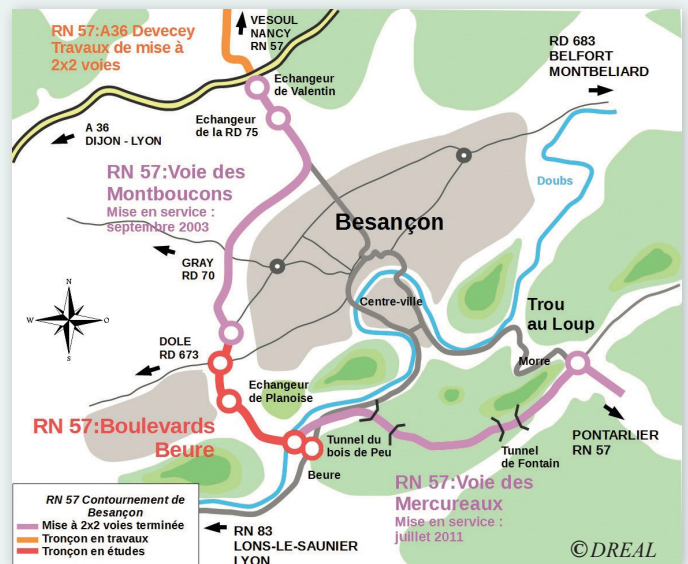 RN 57:A36 Devecey
Travaux de mise à
2x2 voies
VESOUL
NANCY
RN 57
RD 683
BELFORT
MONTBELIARD
Echangeur
de Valentin
Echangeur
de la RD 75
A 36
DIJON - LYON
RN 57:Voie des
Montboucons
Mise en service :
septembre 2003
Doubs
Besançon
GRAY
RD 70
N
W
O
S
Centre-ville
Trou
au Loup
DOLE
RD 673
Morre
Echangeur
de Planoise
RN 57:Boulevards
Beure
Tunnel du
bois de Peu
Beure
Tunnel
de Fontain
PONTARLIER
RN 57
RN 57:Voie des
Mercureaux
Mise en service :
juillet 2011
RN 57 Contournement de
Besançon
Mise à 2x2 voies terminée
Tronçon en travaux
Tronçon en études
RN 83
LONS-LE-SAUNIER
LYON
©DREAL